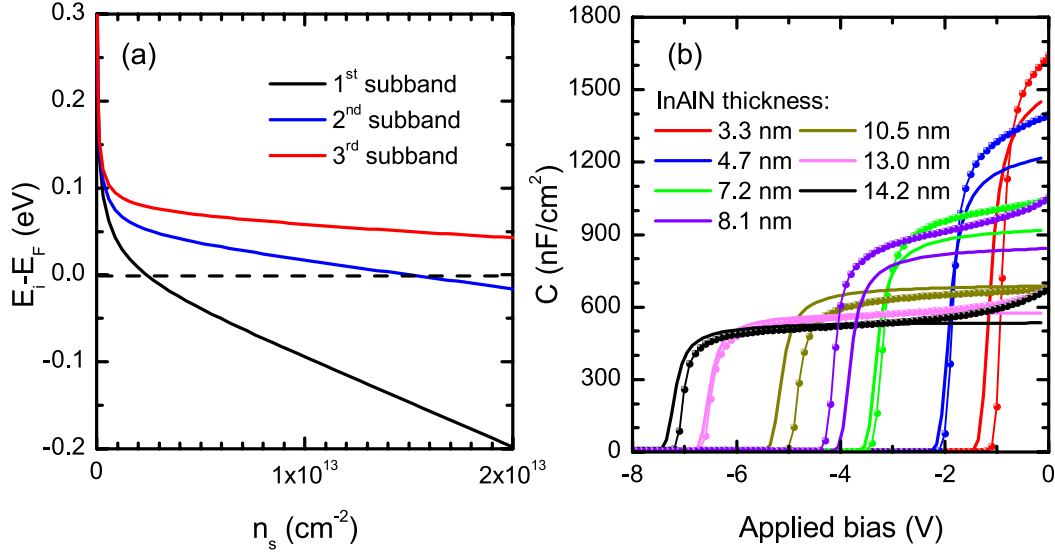 (a)
1st subband
2nd subband
3rd subband
0.3
0.2
0.1
0.0
-0.1
-0.2
Ei-EF (eV)
0
1x10^13
2x10^13
ns (cm^-2)
(b)
InAlN thickness:
3.3 nm
10.5 nm
4.7 nm
13.0 nm
7.2 nm
14.2 nm
8.1 nm
1800
1500
1200
900
600
300
0
C (nF/cm^2)
-8
-6
-4
-2
0
Applied bias (V)